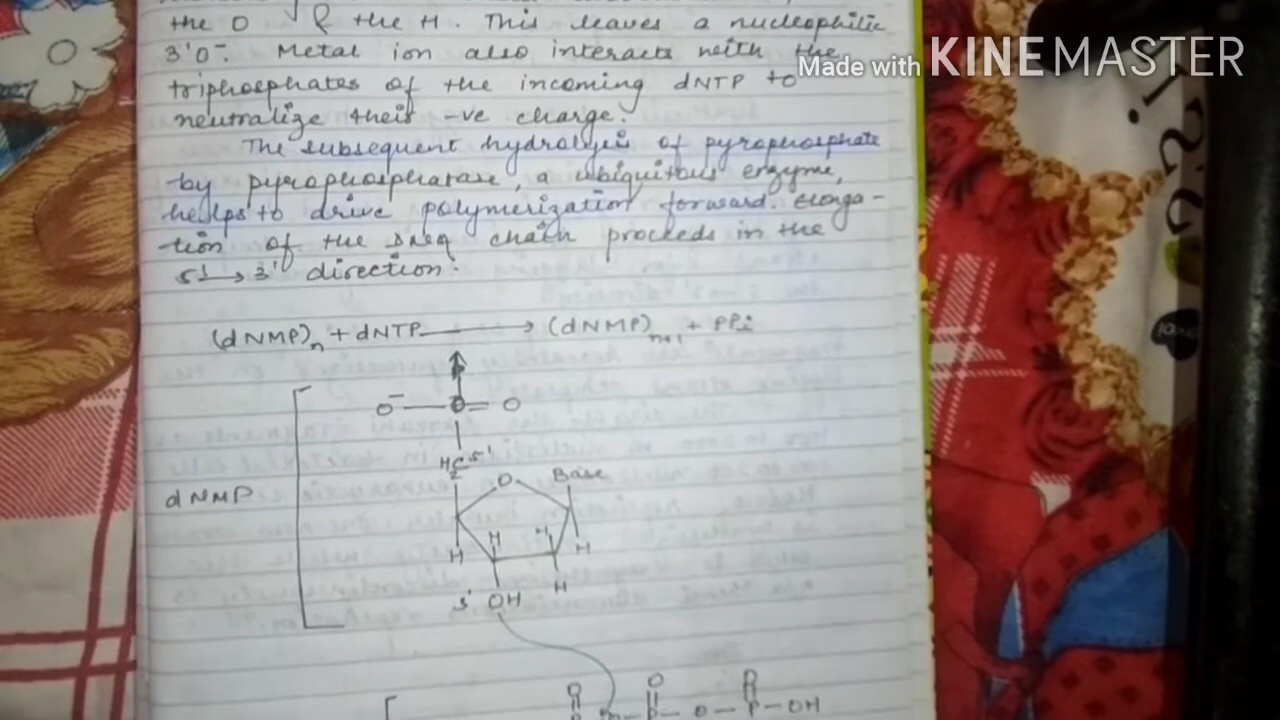 the O & the H. This leaves a nucleophilic
3'O⁻. Metal ion also interacts with the
triphosphates of the incoming dNTP to
neutralize their -ve charge.
The subsequent hydrolysis of pyrophosphate
by pyrophosphatase, a ubiquitous enzyme,
helps to drive polymerization forward. Elonga-
tion of the chain proceeds in the
5' → 3' direction.
(dNMP)n + dNTP → (dNMP)n+1 + PPi
O⁻ — P = O
H2C 5'
O Base
dNMP
H H H H
H
3' OH
O O O
P P — O — P — OH
Made with KINEMASTER